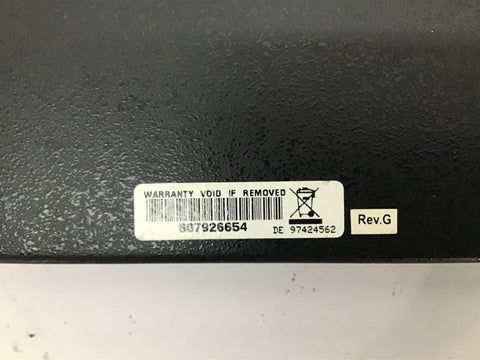 WARRANTY VOID IF REMOVED
607926654
DE 97424562
Rev.G